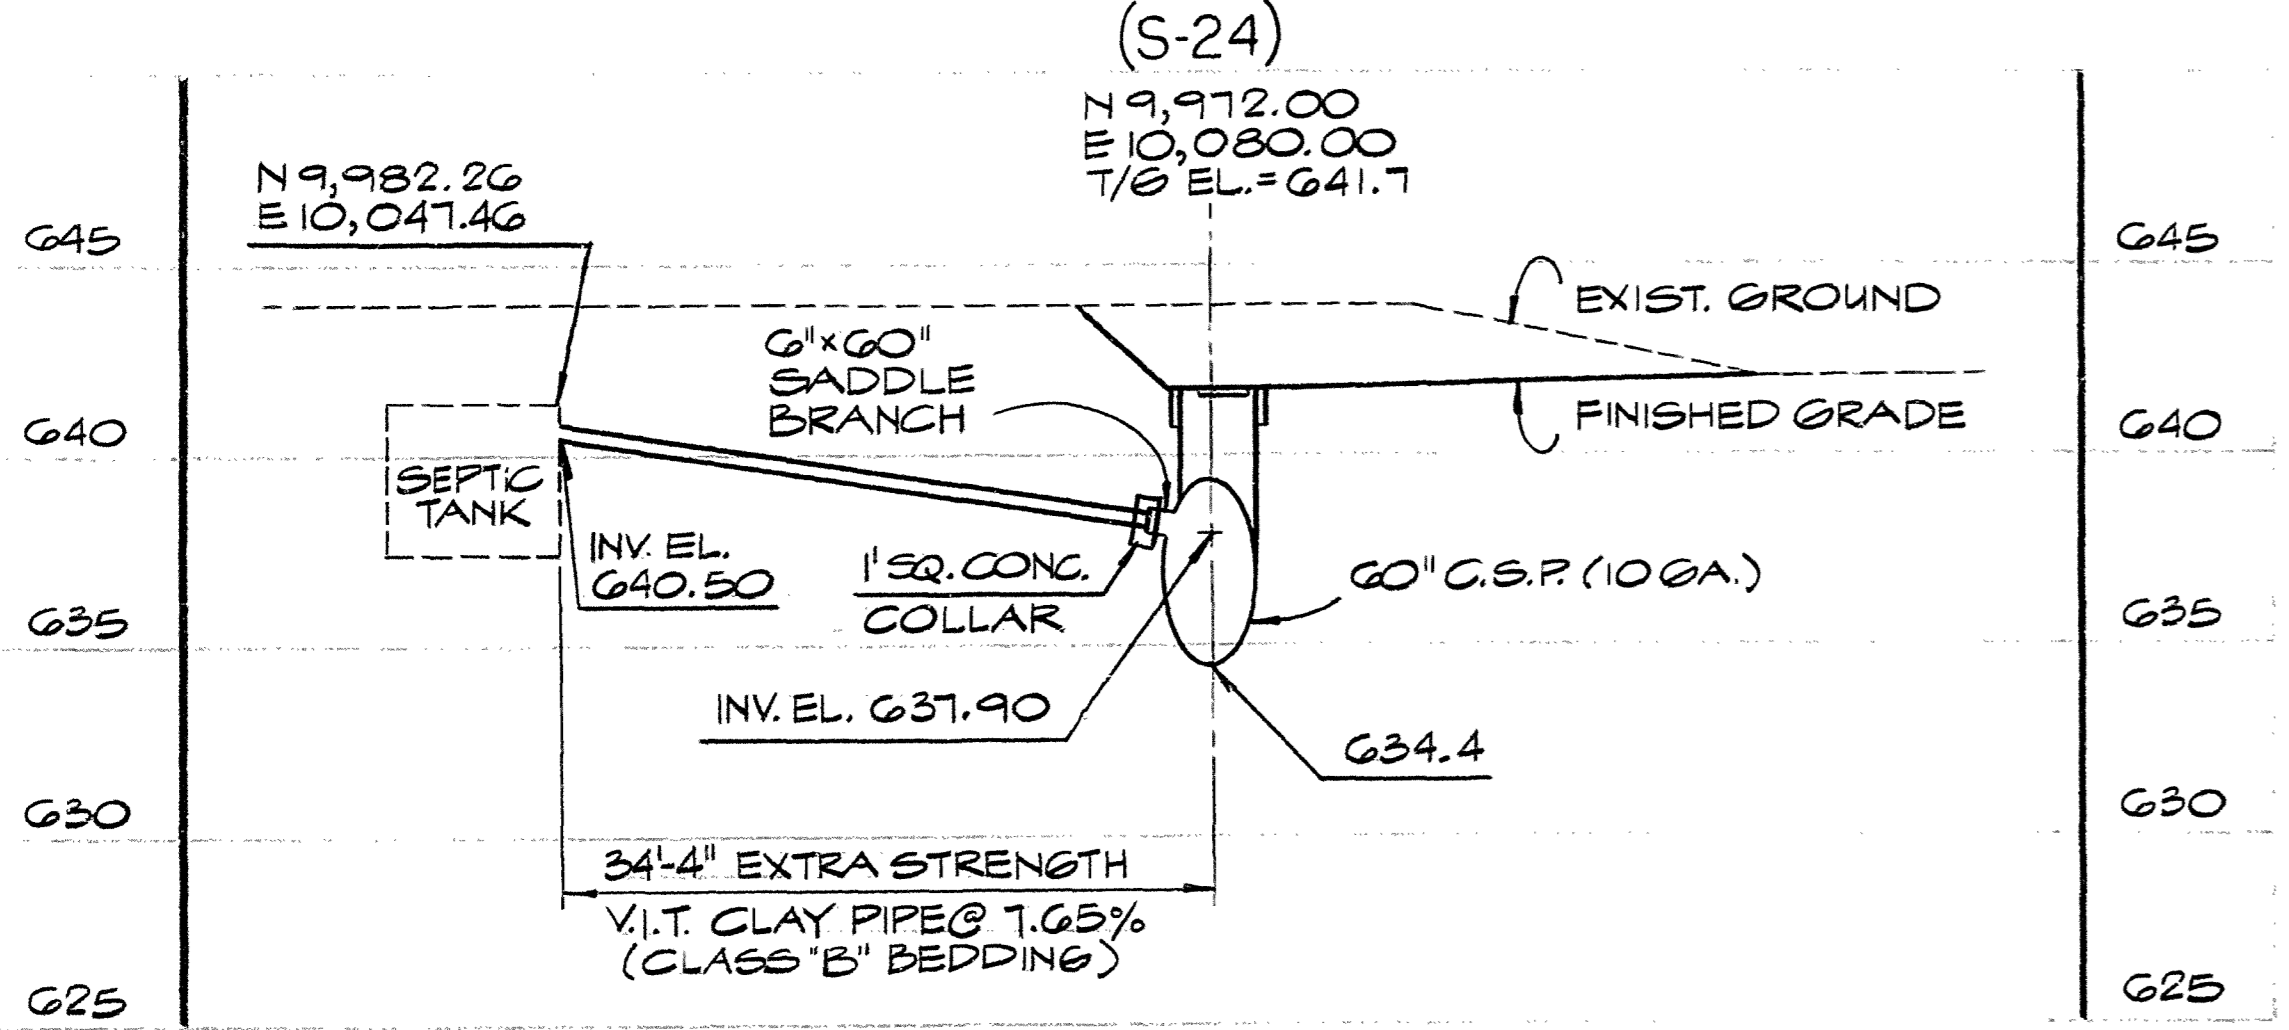 (S-24)
N 9,972.00
E 10,080.00
T/G EL.=641.7
N 9,982.26
E 10,047.46
645
645
EXIST. GROUND
6"x60"
SADDLE
BRANCH
640
640
FINISHED GRADE
SEPTIC
TANK
INV. EL.
640.50
1' SQ. CONC.
COLLAR
60" C.S.P. (10 GA.)
635
635
INV. EL. 637.90
634.4
630
630
34'-4" EXTRA STRENGTH
V.I.T. CLAY PIPE @ 7.65%
(CLASS "B" BEDDING)
625
625